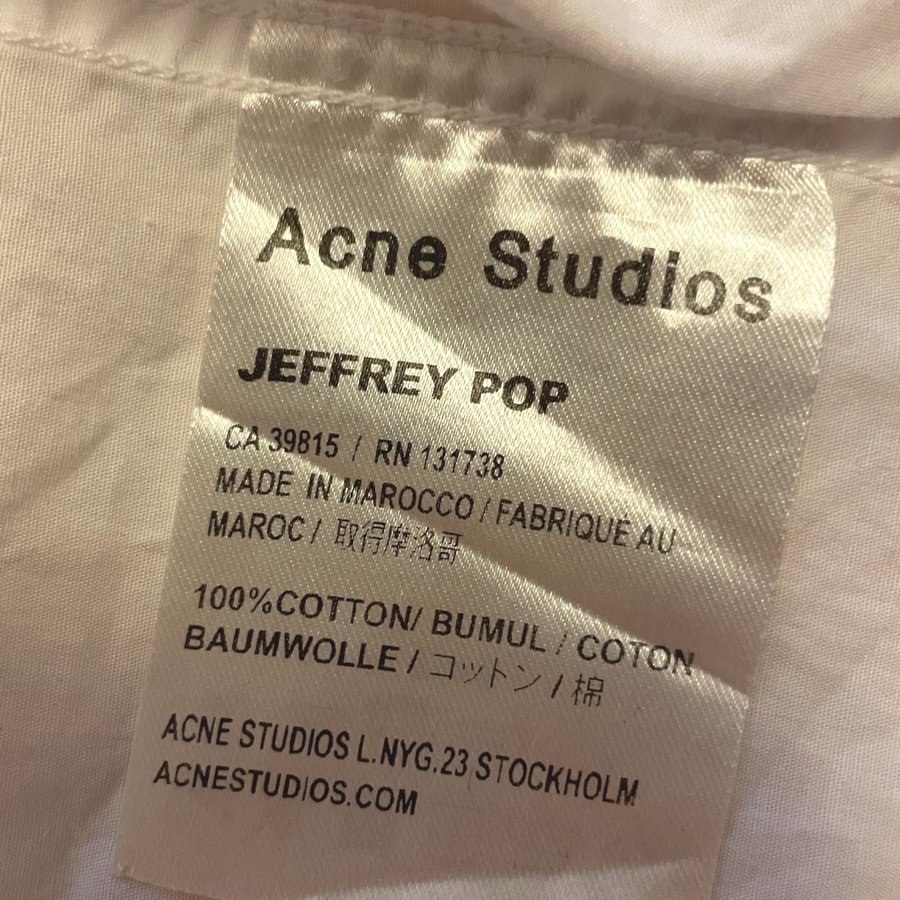 Acne Studios
JEFFREY POP
CA 39815 / RN 131738
MADE IN MAROCCO / FABRIQUÉ AU
MAROC / 取得摩洛哥
100%COTTON/ BUMUL / COTON
BAUMWOLLE / コットン / 棉
ACNE STUDIOS L.NYG.23 STOCKHOLM
ACNESTUDIOS.COM